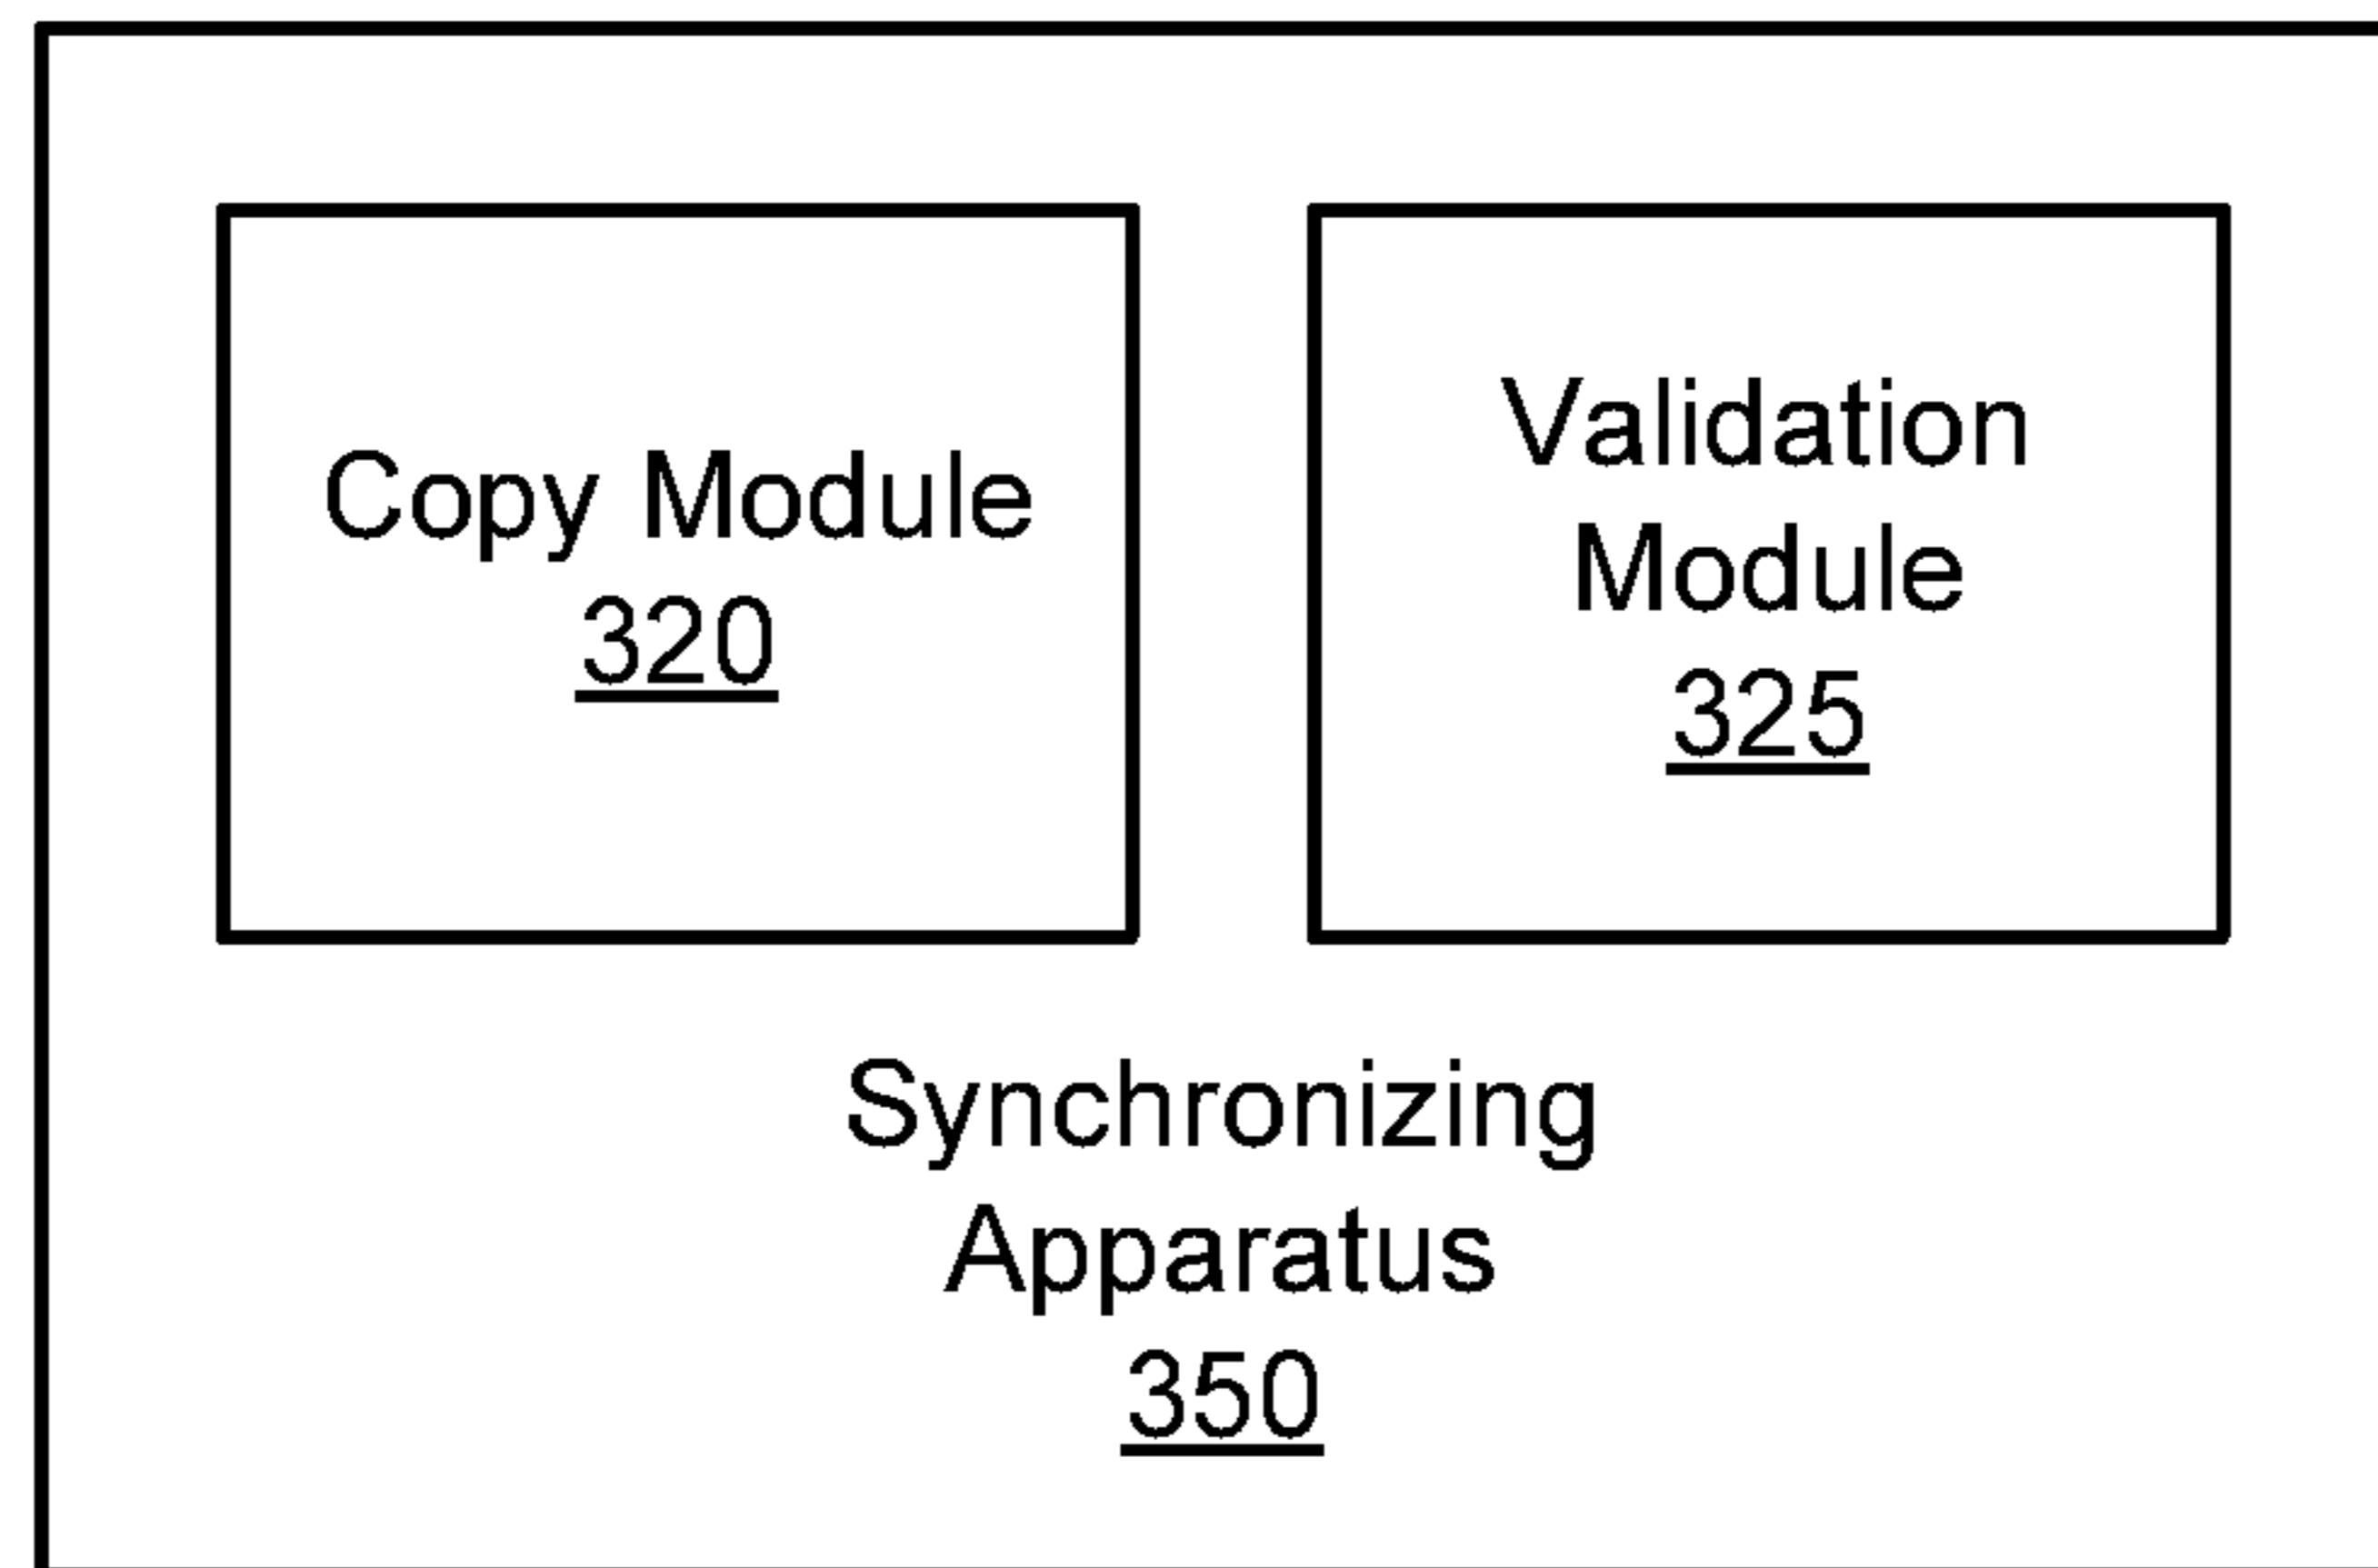 Copy Module
320
Validation
Module
325
Synchronizing
Apparatus
350